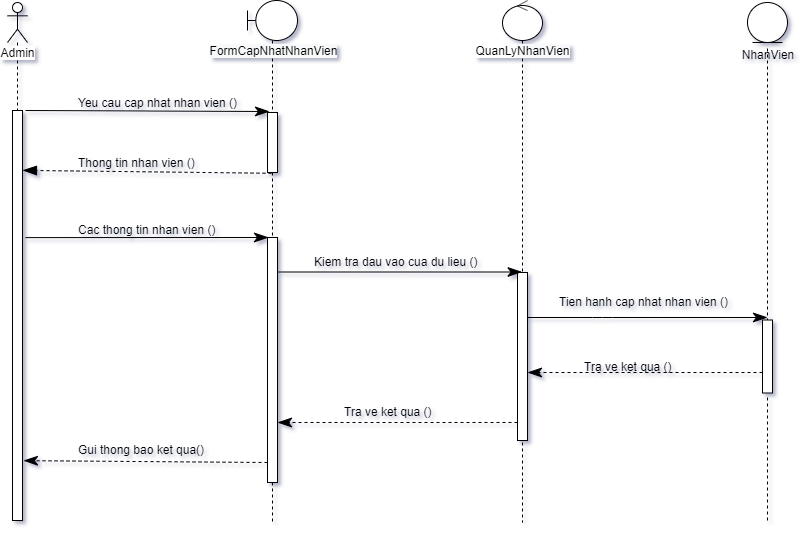 Admin
FormCapNhatNhanVien
QuanLyNhanVien
NhanVien
Yeu cau cap nhat nhan vien ()
Thong tin nhan vien ()
Cac thong tin nhan vien ()
Kiem tra dau vao cua du lieu ()
Tien hanh cap nhat nhan vien ()
Tra ve ket qua ()
Tra ve ket qua ()
Gui thong bao ket qua()